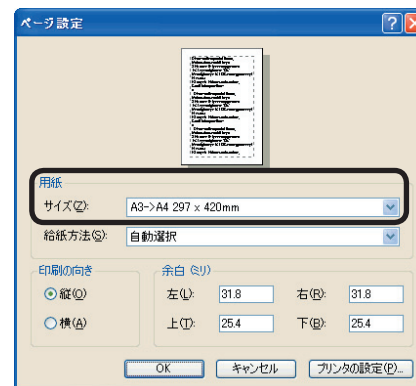 ページ設定
用紙
サイズ(Z): A3->A4 297 x 420mm
給紙方法(S): 自動選択
印刷の向き
縦(O)
横(A)
余白 (ミリ)
左(L): 31.8 右(R): 31.8
上(T): 25.4 下(B): 25.4
OK キャンセル プリンタの設定(P)...